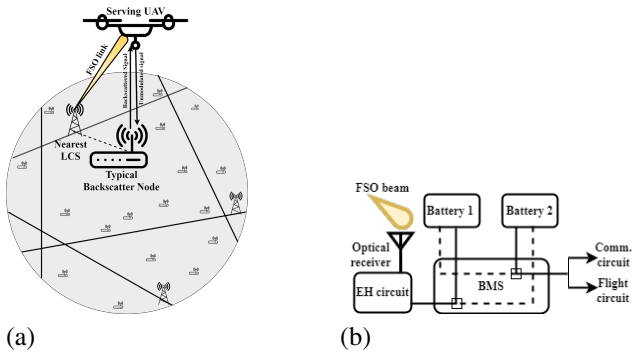 Serving UAV
FSO link
Backscattered Signal
Unmodulated signal
Nearest
LCS
Typical
Backscatter Node
(a)
FSO beam
Battery 1
Battery 2
Optical
receiver
EH circuit
BMS
Comm.
circuit
Flight
circuit
(b)